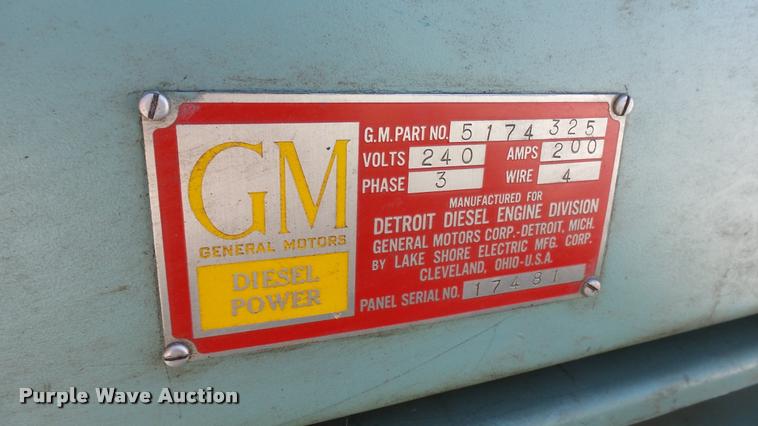 GM
GENERAL MOTORS
DIESEL
POWER
G.M. PART NO. 5174325
VOLTS 240 AMPS 200
PHASE 3 WIRE 4
MANUFACTURED FOR
DETROIT DIESEL ENGINE DIVISION
GENERAL MOTORS CORP.-DETROIT, MICH.
BY LAKE SHORE ELECTRIC MFG. CORP.
CLEVELAND, OHIO-U.S.A.
PANEL SERIAL NO. 17481
Purple Wave Auction